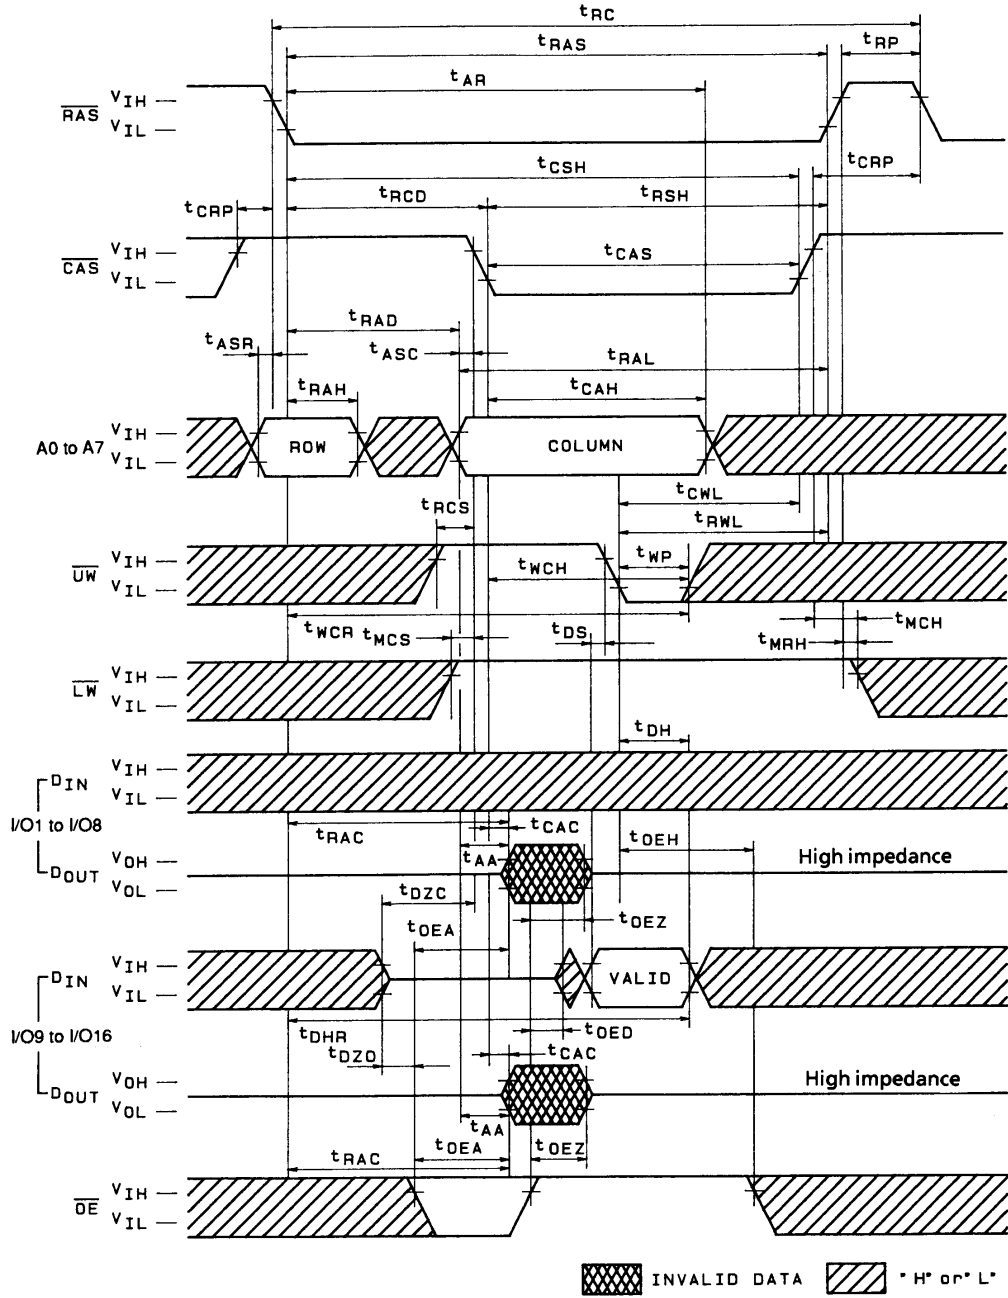 tRC
tRAS
tRP
tAR
RAS VIH
VIL
tCSH
tCRP
tCRP
tRCD
tRSH
CAS VIH
VIL
tCAS
tRAD
tASR
tASC
tRAL
tRAH
tCAH
A0 to A7 VIH
VIL
ROW
COLUMN
tRCS
tCWL
tRWL
UW VIH
VIL
tWCH
tWP
tWCR
tMCS
tDS
tMRH
tMCH
LW VIH
VIL
tDH
I/O1 to I/O8
DIN VIH
VIL
tRAC
tCAC
tOEH
DOUT VOH
VOL
tAA
High impedance
tDZC
tOEZ
tOEA
I/O9 to I/O16
DIN VIH
VIL
VALID
tDHR
tOED
tDZO
tCAC
DOUT VOH
VOL
High impedance
tAA
tOEA
tOEZ
tRAC
OE VIH
VIL
INVALID DATA
"H" or "L"